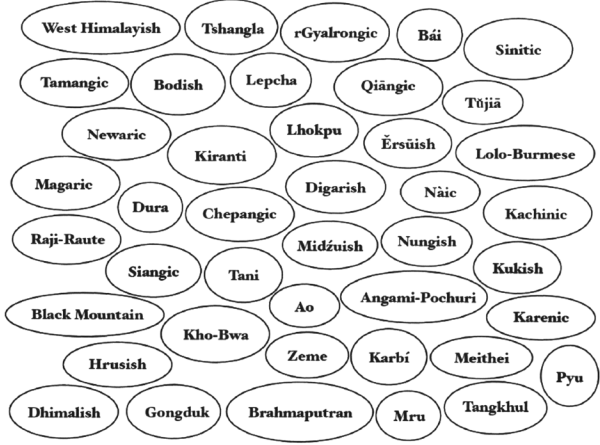 West Himalayish
Tshangla
rGyalrongic
Bái
Sinitic
Tamangic
Bodish
Lepcha
Qiāngic
Tǔjiā
Newaric
Kiranti
Lhokpu
Ěrsūish
Lolo-Burmese
Magaric
Dura
Chepangic
Digarish
Nàic
Kachinic
Raji-Raute
Siangic
Tani
Midźuish
Nungish
Kukish
Black Mountain
Kho-Bwa
Ao
Angami-Pochuri
Karenic
Hrusish
Zeme
Karbí
Meithei
Pyu
Dhimalish
Gongduk
Brahmaputran
Mru
Tangkhul